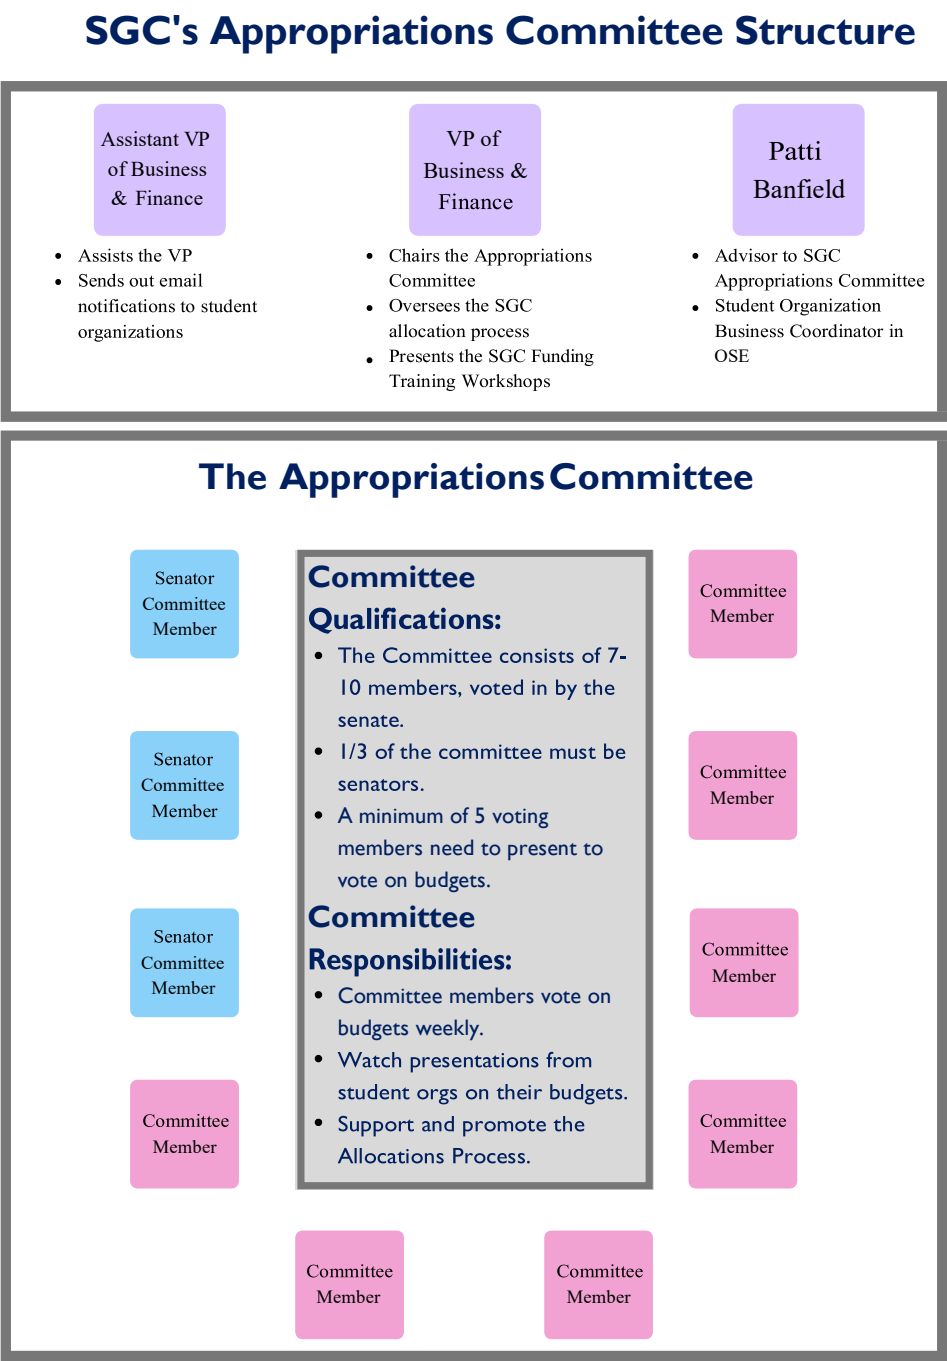 SGC's Appropriations Committee Structure
Assistant VP
of Business
& Finance
• Assists the VP
• Sends out email
notifications to student
organizations
VP of
Business &
Finance
• Chairs the Appropriations
Committee
• Oversees the SGC
allocation process
• Presents the SGC Funding
Training Workshops
Patti
Banfield
• Advisor to SGC
Appropriations Committee
• Student Organization
Business Coordinator in
OSE
The Appropriations Committee
Senator
Committee
Member
Senator
Committee
Member
Senator
Committee
Member
Committee
Member
Committee
Qualifications:
• The Committee consists of 7-
10 members, voted in by the
senate.
• 1/3 of the committee must be
senators.
• A minimum of 5 voting
members need to present to
vote on budgets.
Committee
Responsibilities:
• Committee members vote on
budgets weekly.
• Watch presentations from
student orgs on their budgets.
• Support and promote the
Allocations Process.
Committee
Member
Committee
Member
Committee
Member
Committee
Member
Committee
Member
Committee
Member